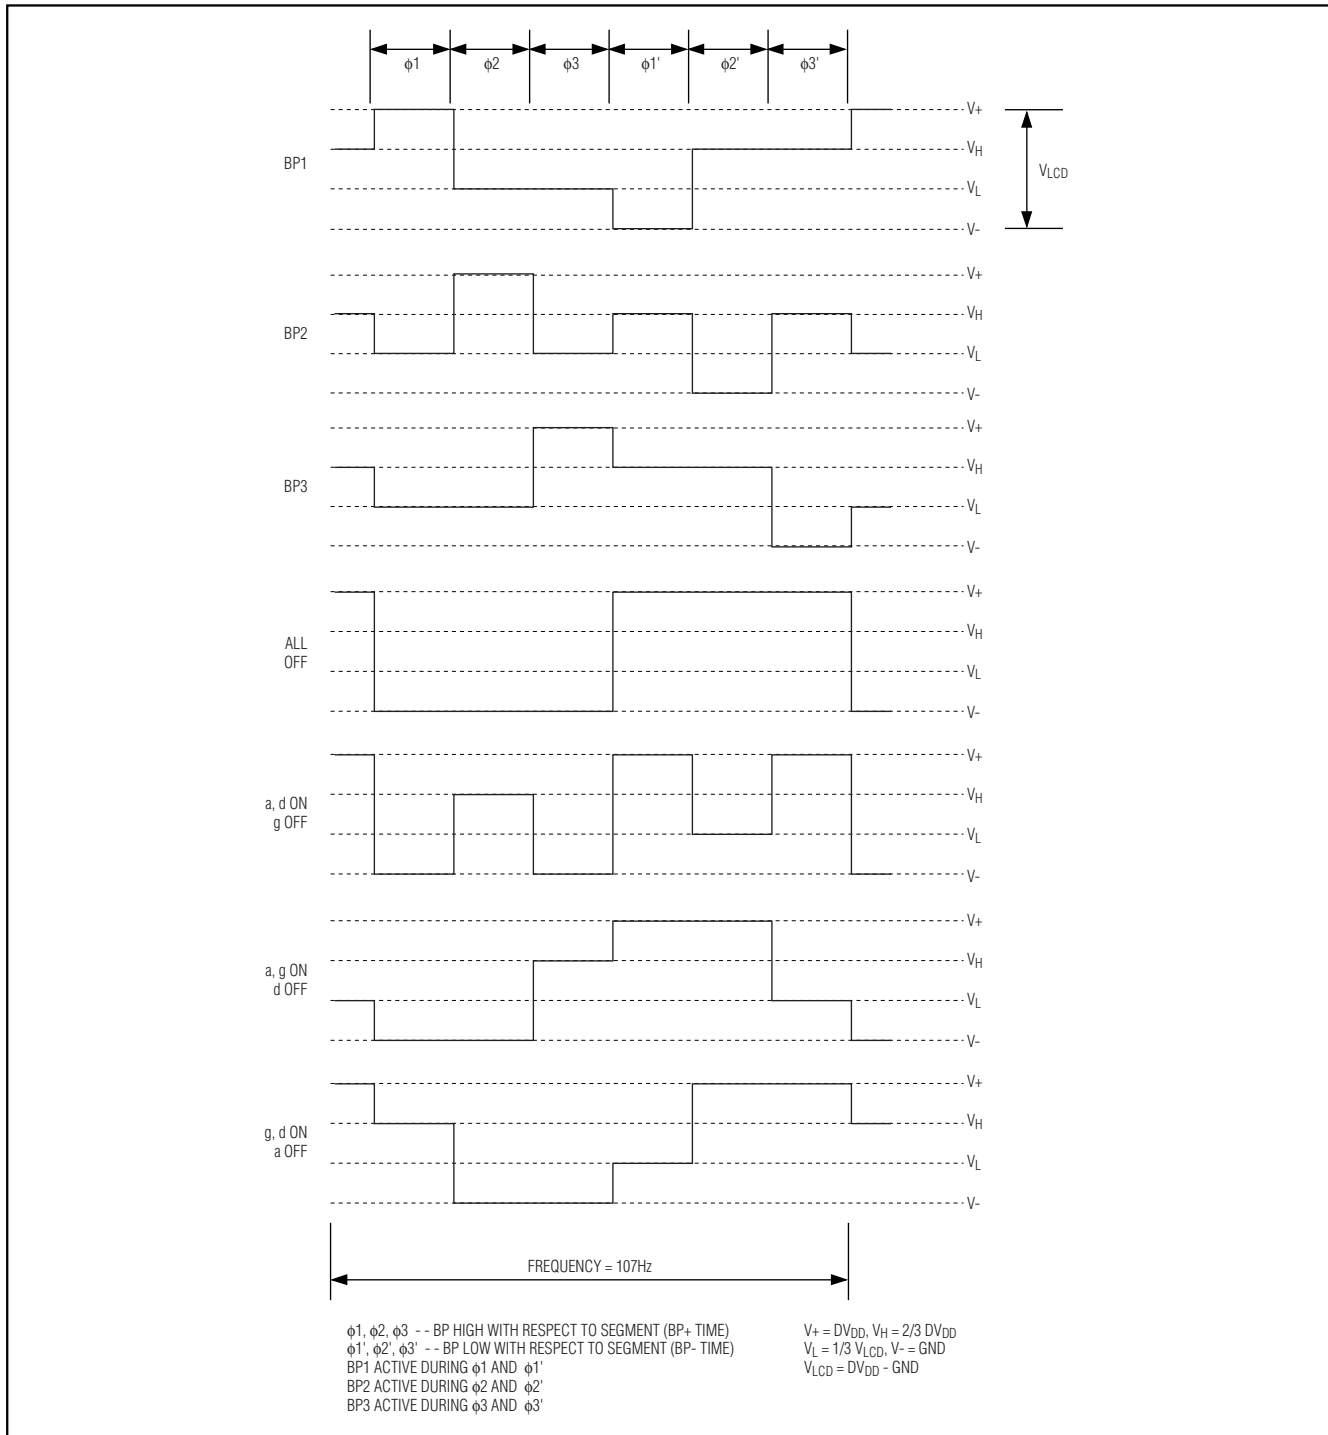 ϕ1 ϕ2 ϕ3 ϕ1' ϕ2' ϕ3'
V+
BP1
VH
VLCD
VL
V-
V+
BP2
VH
VL
V-
V+
BP3
VH
VL
V-
V+
ALL
OFF
VH
VL
V-
V+
a, d ON
g OFF
VH
VL
V-
V+
a, g ON
d OFF
VH
VL
V-
V+
g, d ON
a OFF
VH
VL
V-
FREQUENCY = 107Hz
ϕ1, ϕ2, ϕ3 - - BP HIGH WITH RESPECT TO SEGMENT (BP+ TIME)
ϕ1', ϕ2', ϕ3' - - BP LOW WITH RESPECT TO SEGMENT (BP- TIME)
BP1 ACTIVE DURING ϕ1 AND ϕ1'
BP2 ACTIVE DURING ϕ2 AND ϕ2'
BP3 ACTIVE DURING ϕ3 AND ϕ3'
V+ = DVDD, VH = 2/3 DVDD
VL = 1/3 VLCD, V- = GND
VLCD = DVDD - GND